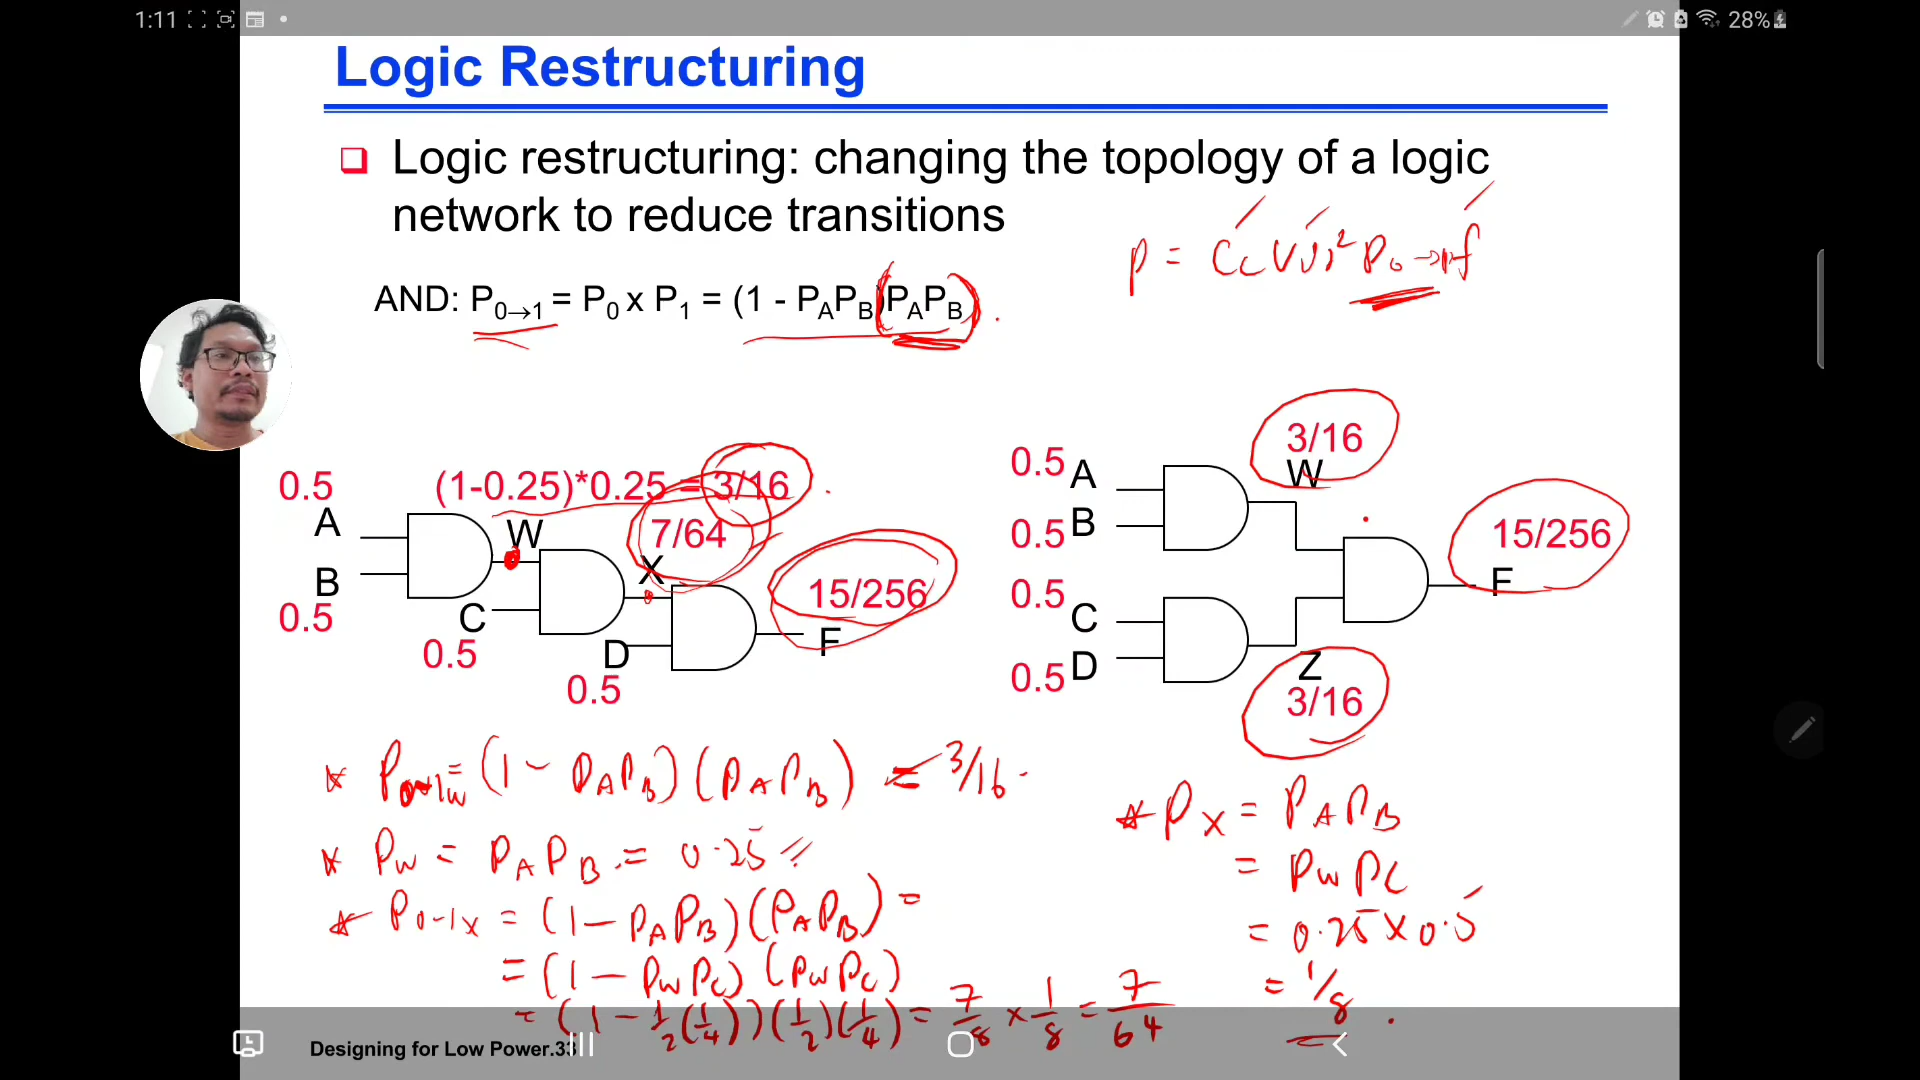 1:11
28%
Logic Restructuring
Logic restructuring: changing the topology of a logic
network to reduce transitions
P = CL Vdd² P0→1 f
AND: P0→1 = P0 x P1 = (1 - PAPB)(PAPB)
0.5 (1-0.25)*0.25 = 3/16
A
W
7/64
X
15/256
B
0.5
C
0.5
D
0.5
F
3/16
0.5 A
W
0.5 B
15/256
F
0.5
C
0.5 D
Z
3/16
* P0→1W = (1 - PAPB)(PAPB) = 3/16
* PW = PAPB = 0.25
* P0-1X = (1 - PAPB)(PAPB) =
= (1 - PWPC)(PWPC)
= (1 - 1/2(1/4))(1/2)(1/4) = 7/8 x 1/8 = 7/64
* PX = PAPB
= PWPC
= 0.25 x 0.5
= 1/8
Designing for Low Power.33